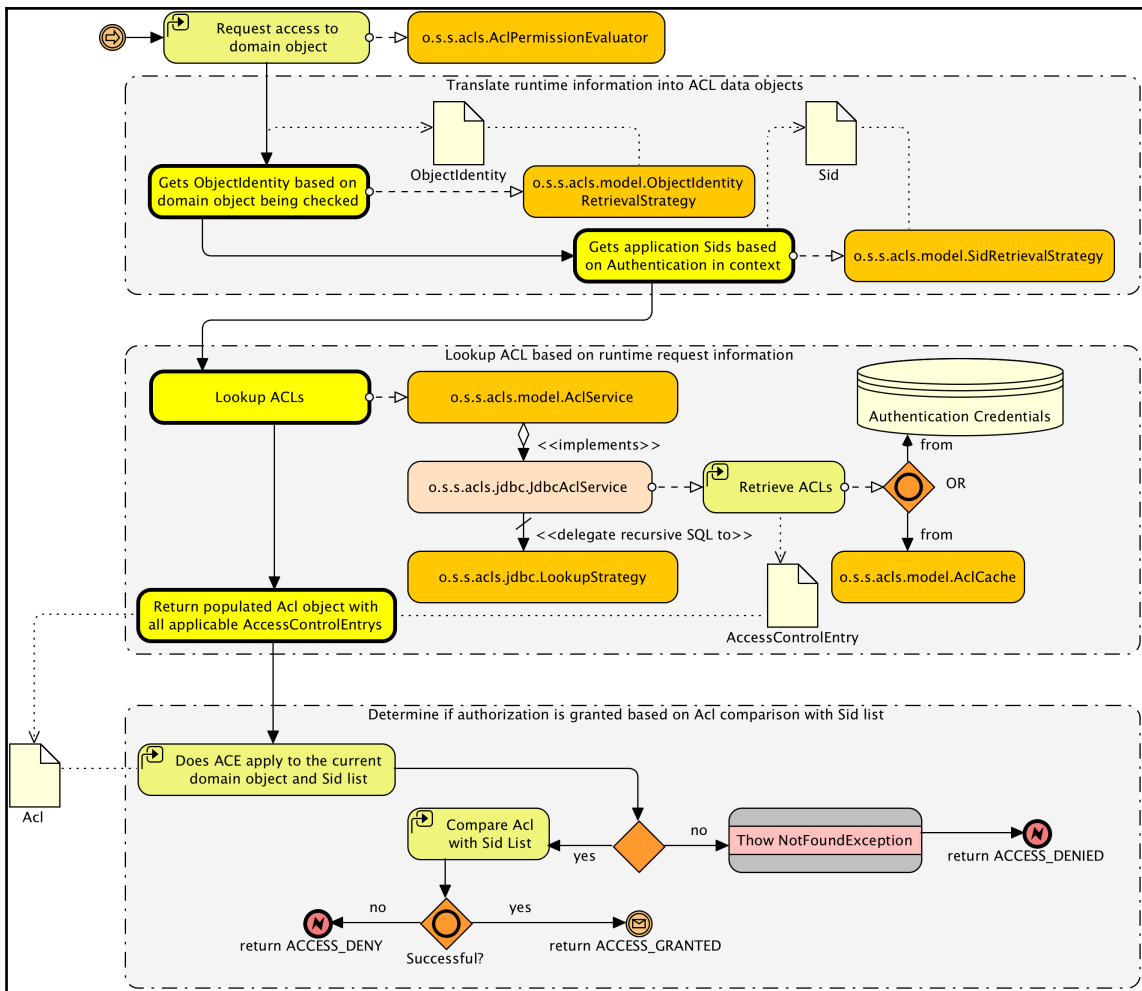 Request access to
domain object
o.s.s.acls.AclPermissionEvaluator
Translate runtime information into ACL data objects
ObjectIdentity
Sid
Gets ObjectIdentity based on
domain object being checked
o.s.s.acls.model.ObjectIdentity
RetrievalStrategy
Gets application Sids based
on Authentication in context
o.s.s.acls.model.SidRetrievalStrategy
Lookup ACL based on runtime request information
Lookup ACLs
o.s.s.acls.model.AclService
Authentication Credentials
<<implements>>
from
o.s.s.acls.jdbc.JdbcAclService
Retrieve ACLs
OR
<<delegate recursive SQL to>>
from
o.s.s.acls.jdbc.LookupStrategy
o.s.s.acls.model.AclCache
Return populated Acl object with
all applicable AccessControlEntrys
AccessControlEntry
Determine if authorization is granted based on Acl comparison with Sid list
Does ACE apply to the current
domain object and Sid list
Acl
Compare Acl
with Sid List
yes
no
Thow NotFoundException
return ACCESS_DENIED
no
yes
return ACCESS_DENY
Successful?
return ACCESS_GRANTED